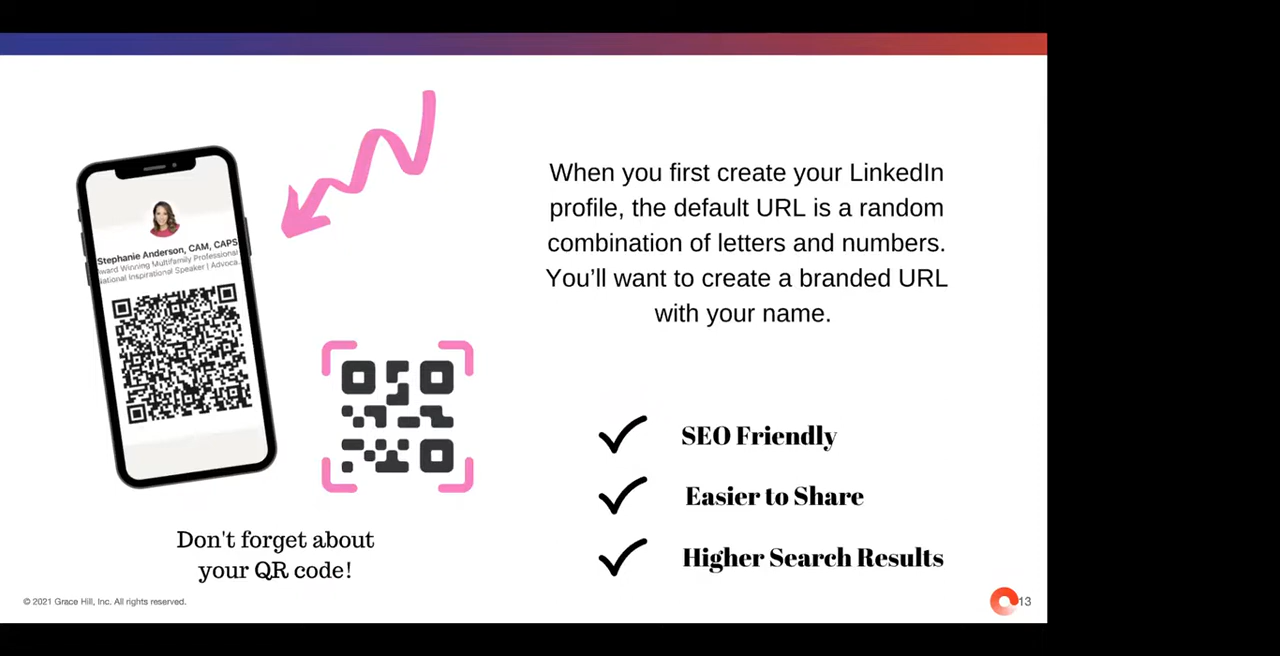 Stephanie Anderson, CAM, CAPS
ward Winning Multifamily Professional
National Inspirational Speaker | Advoca...
When you first create your LinkedIn
profile, the default URL is a random
combination of letters and numbers.
You’ll want to create a branded URL
with your name.
SEO Friendly
Easier to Share
Higher Search Results
Don't forget about
your QR code!
© 2021 Grace Hill, Inc. All rights reserved.
13